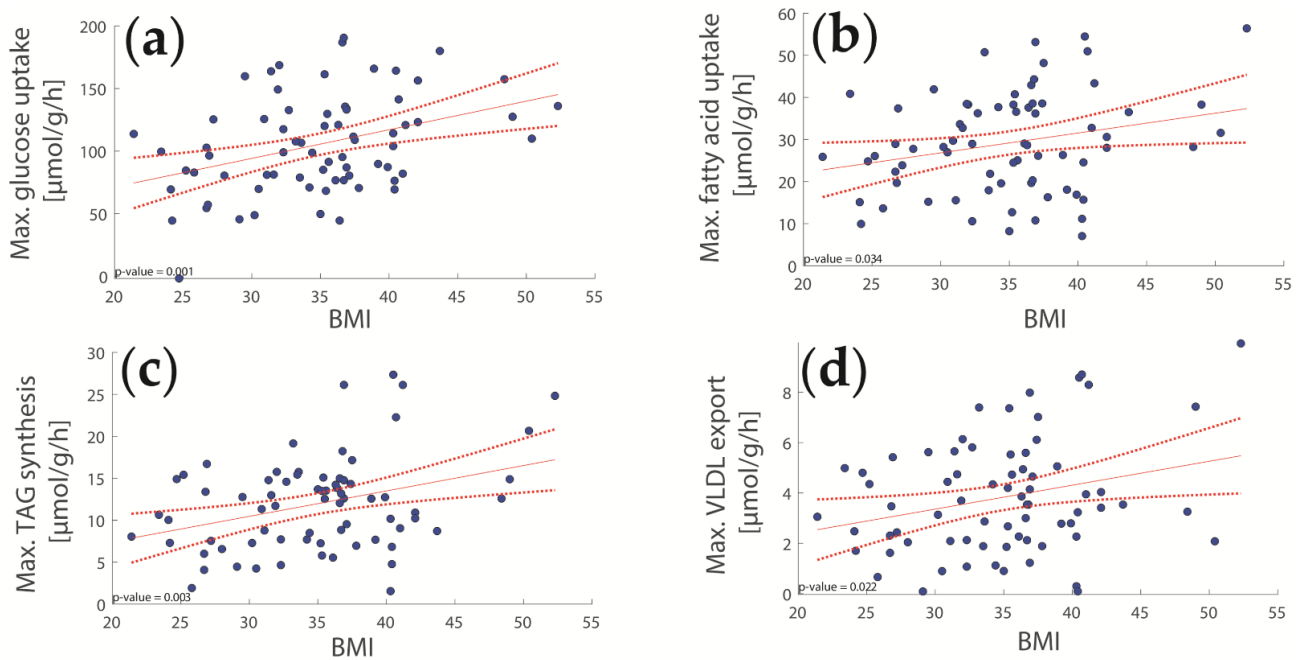 (a)
Max. glucose uptake
[µmol/g/h]
200
150
100
50
0
p-value = 0.001
20 25 30 35 40 45 50 55
BMI
(b)
Max. fatty acid uptake
[µmol/g/h]
60
50
40
30
20
10
0
p-value = 0.034
20 25 30 35 40 45 50 55
BMI
(c)
Max. TAG synthesis
[µmol/g/h]
30
25
20
15
10
5
0
p-value = 0.003
20 25 30 35 40 45 50 55
BMI
(d)
Max. VLDL export
[µmol/g/h]
8
6
4
2
0
p-value = 0.022
20 25 30 35 40 45 50 55
BMI